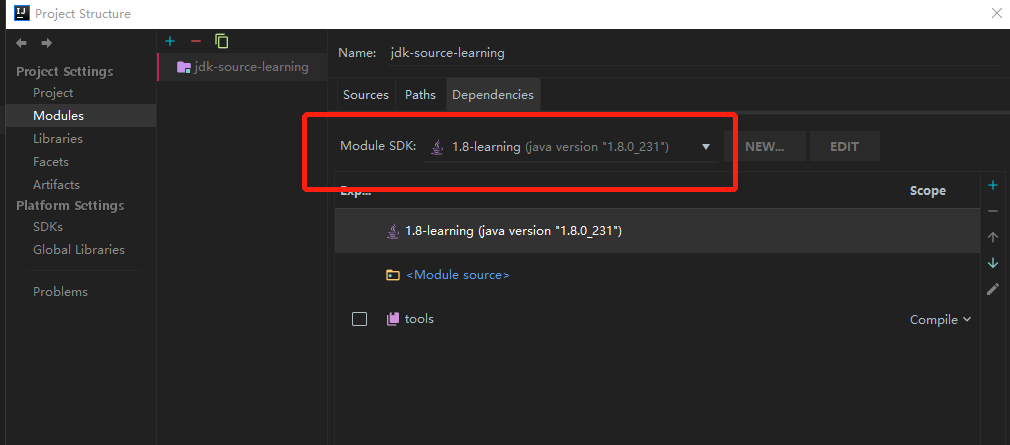 IJ
Project Structure
Project Settings
Project
Modules
Libraries
Facets
Artifacts
Platform Settings
SDKs
Global Libraries
Problems
jdk-source-learning
Name: jdk-source-learning
Sources Paths Dependencies
Module SDK: 1.8-learning (java version "1.8.0_231") NEW... EDIT
Exp... Scope
1.8-learning (java version "1.8.0_231")
<Module source>
tools Compile